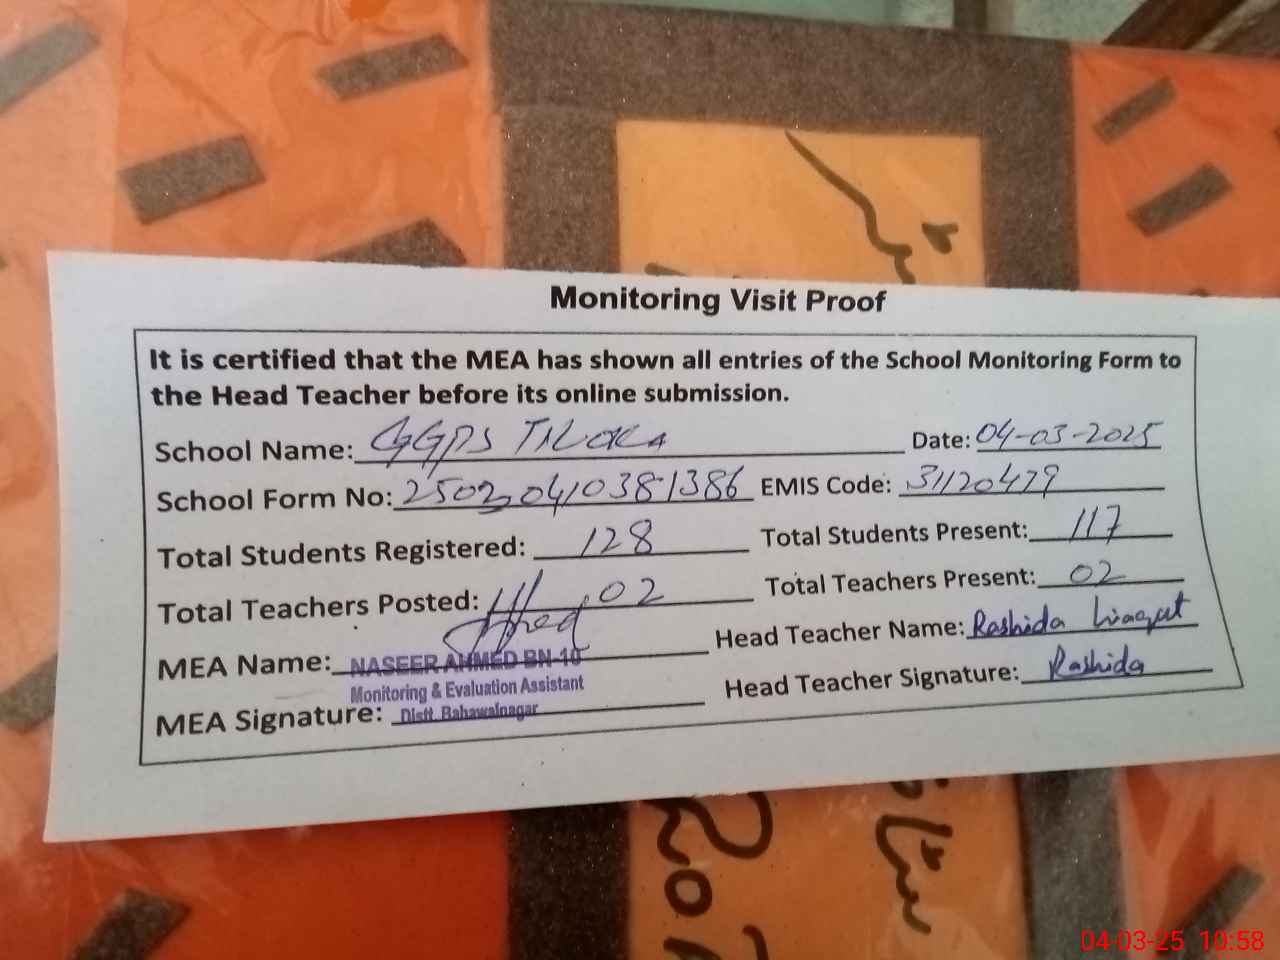 Monitoring Visit Proof
It is certified that the MEA has shown all entries of the School Monitoring Form to
the Head Teacher before its online submission.
School Name: GGPS Date: 04-03-2025
School Form No: 2503040381386 EMIS Code: 31120479
Total Students Registered: 128 Total Students Present: 117
Total Teachers Posted: 02 Total Teachers Present: 02
MEA Name: NASEER AHMED BN-10 Head Teacher Name: Rashida Liaqut
Monitoring & Evaluation Assistant
MEA Signature: Distt. Bahawalnagar Head Teacher Signature: Rashida
04-03-25 10:58